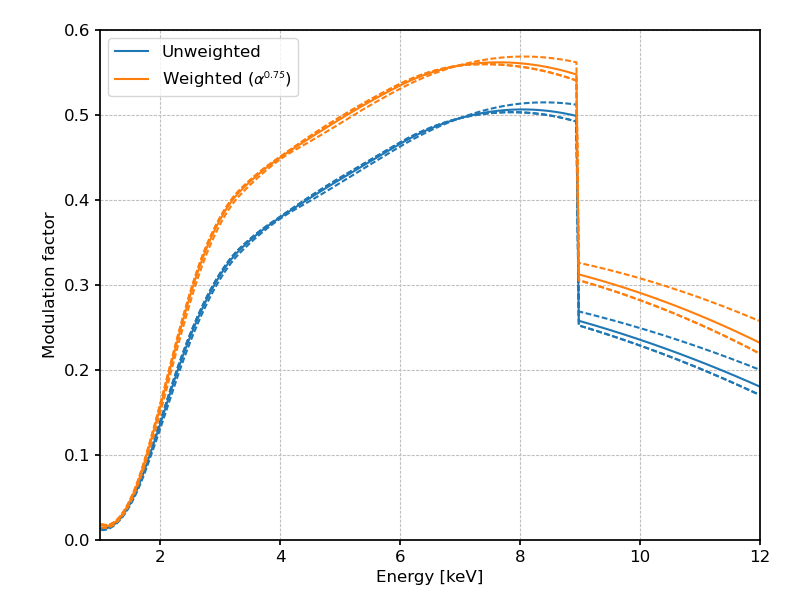 Unweighted
Weighted (α^0.75)
Modulation factor
0.6
0.5
0.4
0.3
0.2
0.1
0.0
2 4 6 8 10 12
Energy [keV]